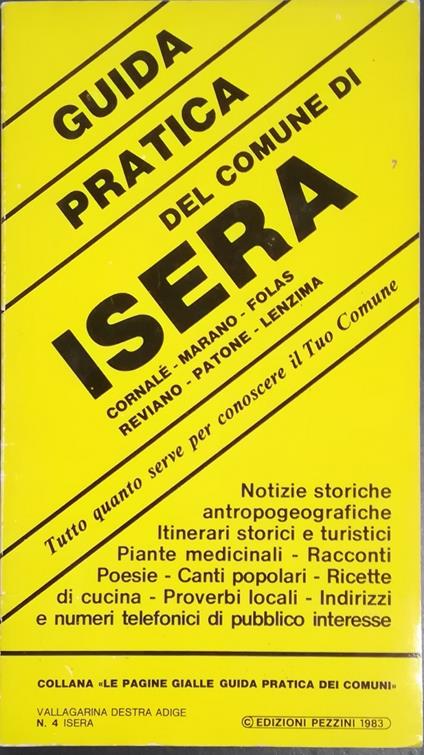 GUIDA
PRATICA
DEL COMUNE DI
ISERA
CORNALÉ - MARANO - FOLAS
REVIANO - PATONE - LENZIMA
Tutto quanto serve per conoscere il Tuo Comune
Notizie storiche
antropogeografiche
Itinerari storici e turistici
Piante medicinali - Racconti
Poesie - Canti popolari - Ricette
di cucina - Proverbi locali - Indirizzi
e numeri telefonici di pubblico interesse
COLLANA «LE PAGINE GIALLE GUIDA PRATICA DEI COMUNI»
VALLAGARINA DESTRA ADIGE
N. 4 ISERA
© EDIZIONI PEZZINI 1983